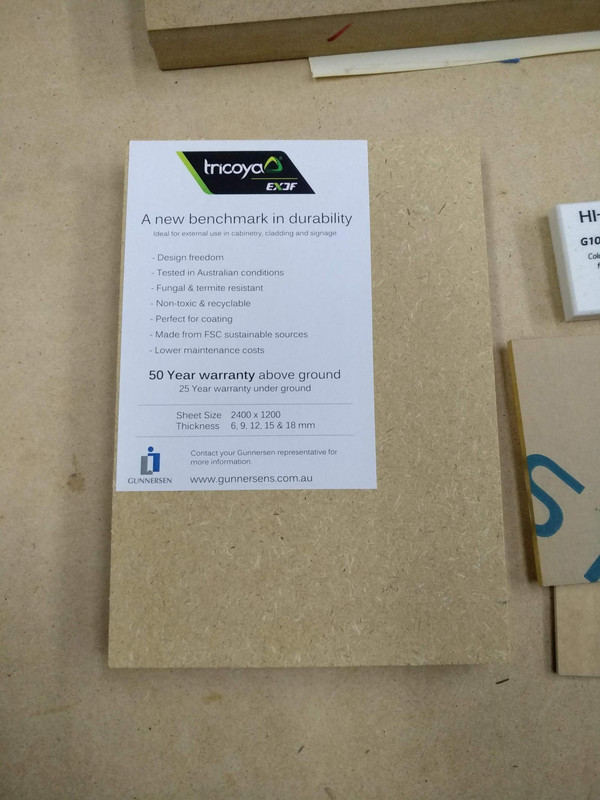 tricoya
EXDF
A new benchmark in durability
Ideal for external use in cabinetry, cladding and signage
- Design freedom
- Tested in Australian conditions
- Fungal & termite resistant
- Non-toxic & recyclable
- Perfect for coating
- Made from FSC sustainable sources
- Lower maintenance costs
50 Year warranty above ground
25 Year warranty under ground
Sheet Size 2400 x 1200
Thickness 6, 9, 12, 15 & 18 mm
Contact your Gunnersen representative for
more information.
GUNNERSEN
www.gunnersens.com.au
HI-
G10
S